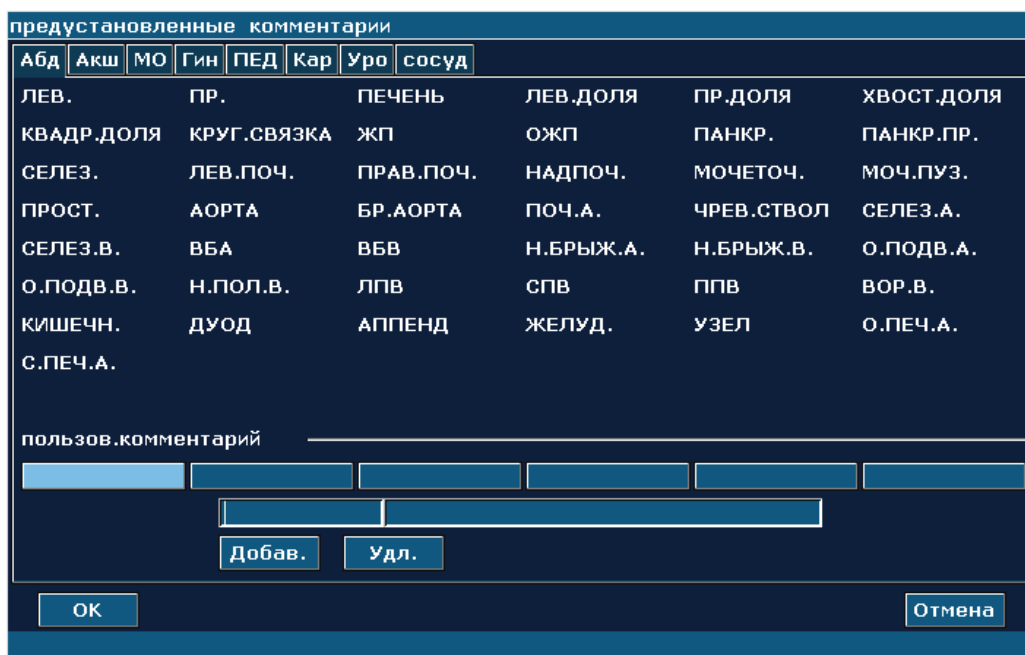 предустановленные комментарии
Абд Акш МО Гин ПЕД Кар Уро сосуд
ЛЕВ. ПР. ПЕЧЕНЬ ЛЕВ.ДОЛЯ ПР.ДОЛЯ ХВОСТ.ДОЛЯ
КВАДР.ДОЛЯ КРУГ.СВЯЗКА ЖП ОЖП ПАНКР. ПАНКР.ПР.
СЕЛЕЗ. ЛЕВ.ПОЧ. ПРАВ.ПОЧ. НАДПОЧ. МОЧЕТОЧ. МОЧ.ПУЗ.
ПРОСТ. АОРТА БР.АОРТА ПОЧ.А. ЧРЕВ.СТВОЛ СЕЛЕЗ.А.
СЕЛЕЗ.В. ВБА ВБВ Н.БРЫЖ.А. Н.БРЫЖ.В. О.ПОДВ.А.
О.ПОДВ.В. Н.ПОЛ.В. ЛПВ СПВ ППВ ВОР.В.
КИШЕЧН. ДУОД АППЕНД ЖЕЛУД. УЗЕЛ О.ПЕЧ.А.
С.ПЕЧ.А.
пользов.комментарий
Добав. Удл.
ОК Отмена